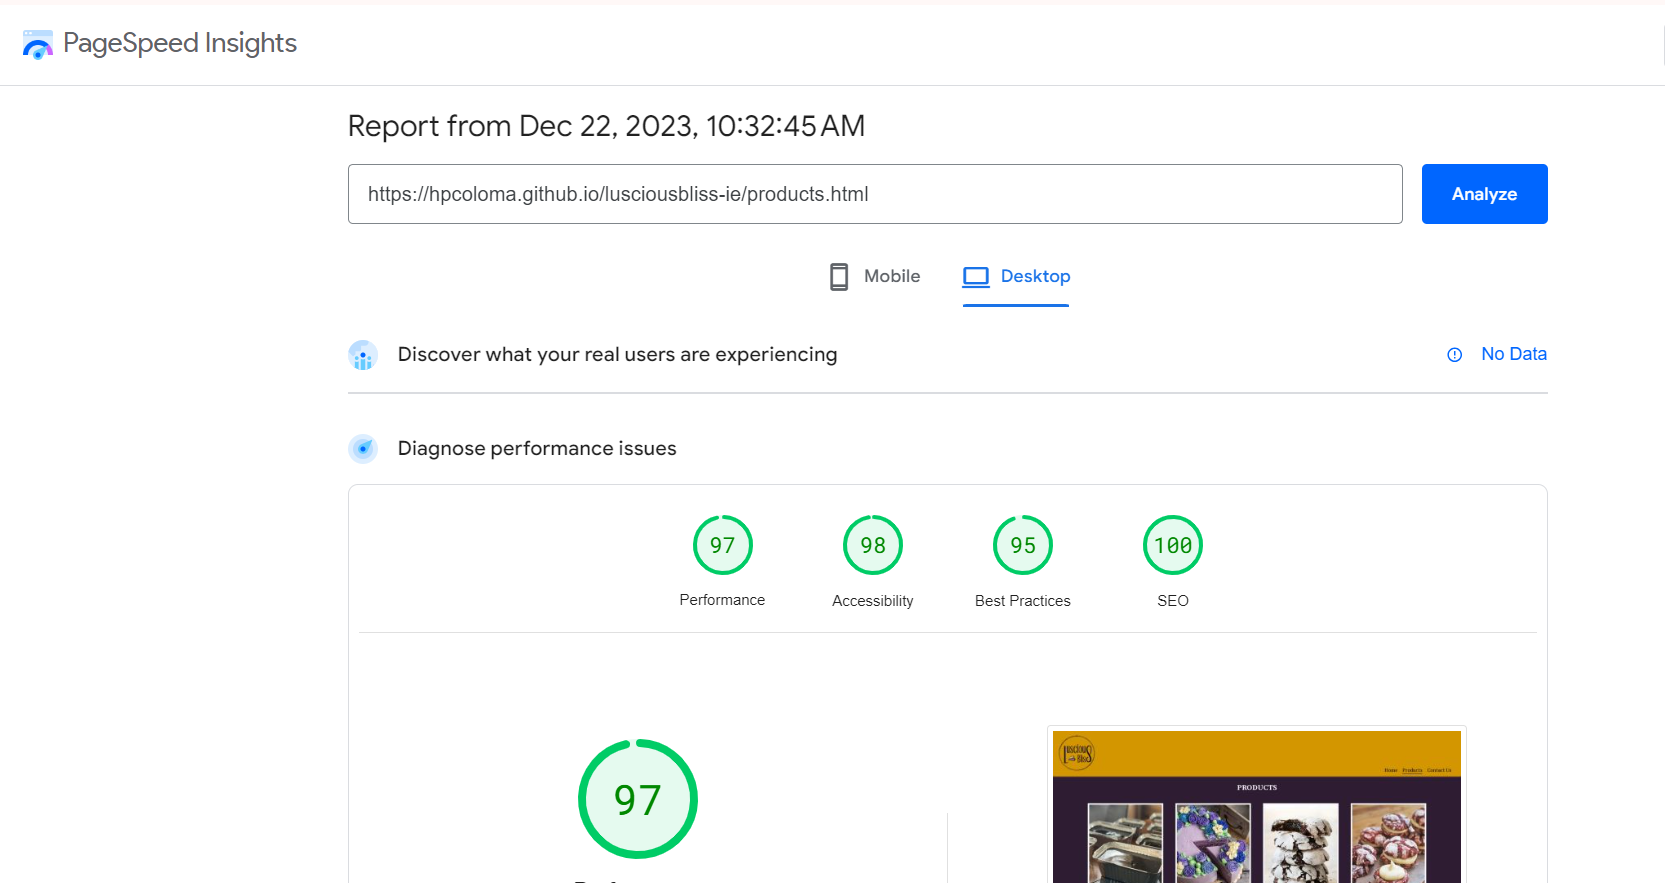 PageSpeed Insights
Report from Dec 22, 2023, 10:32:45 AM
https://hpcoloma.github.io/lusciousbliss-ie/products.html
Analyze
Mobile
Desktop
Discover what your real users are experiencing
No Data
Diagnose performance issues
97
98
95
100
Performance
Accessibility
Best Practices
SEO
97
Luscious
Bliss
Home Products Contact Us
PRODUCTS